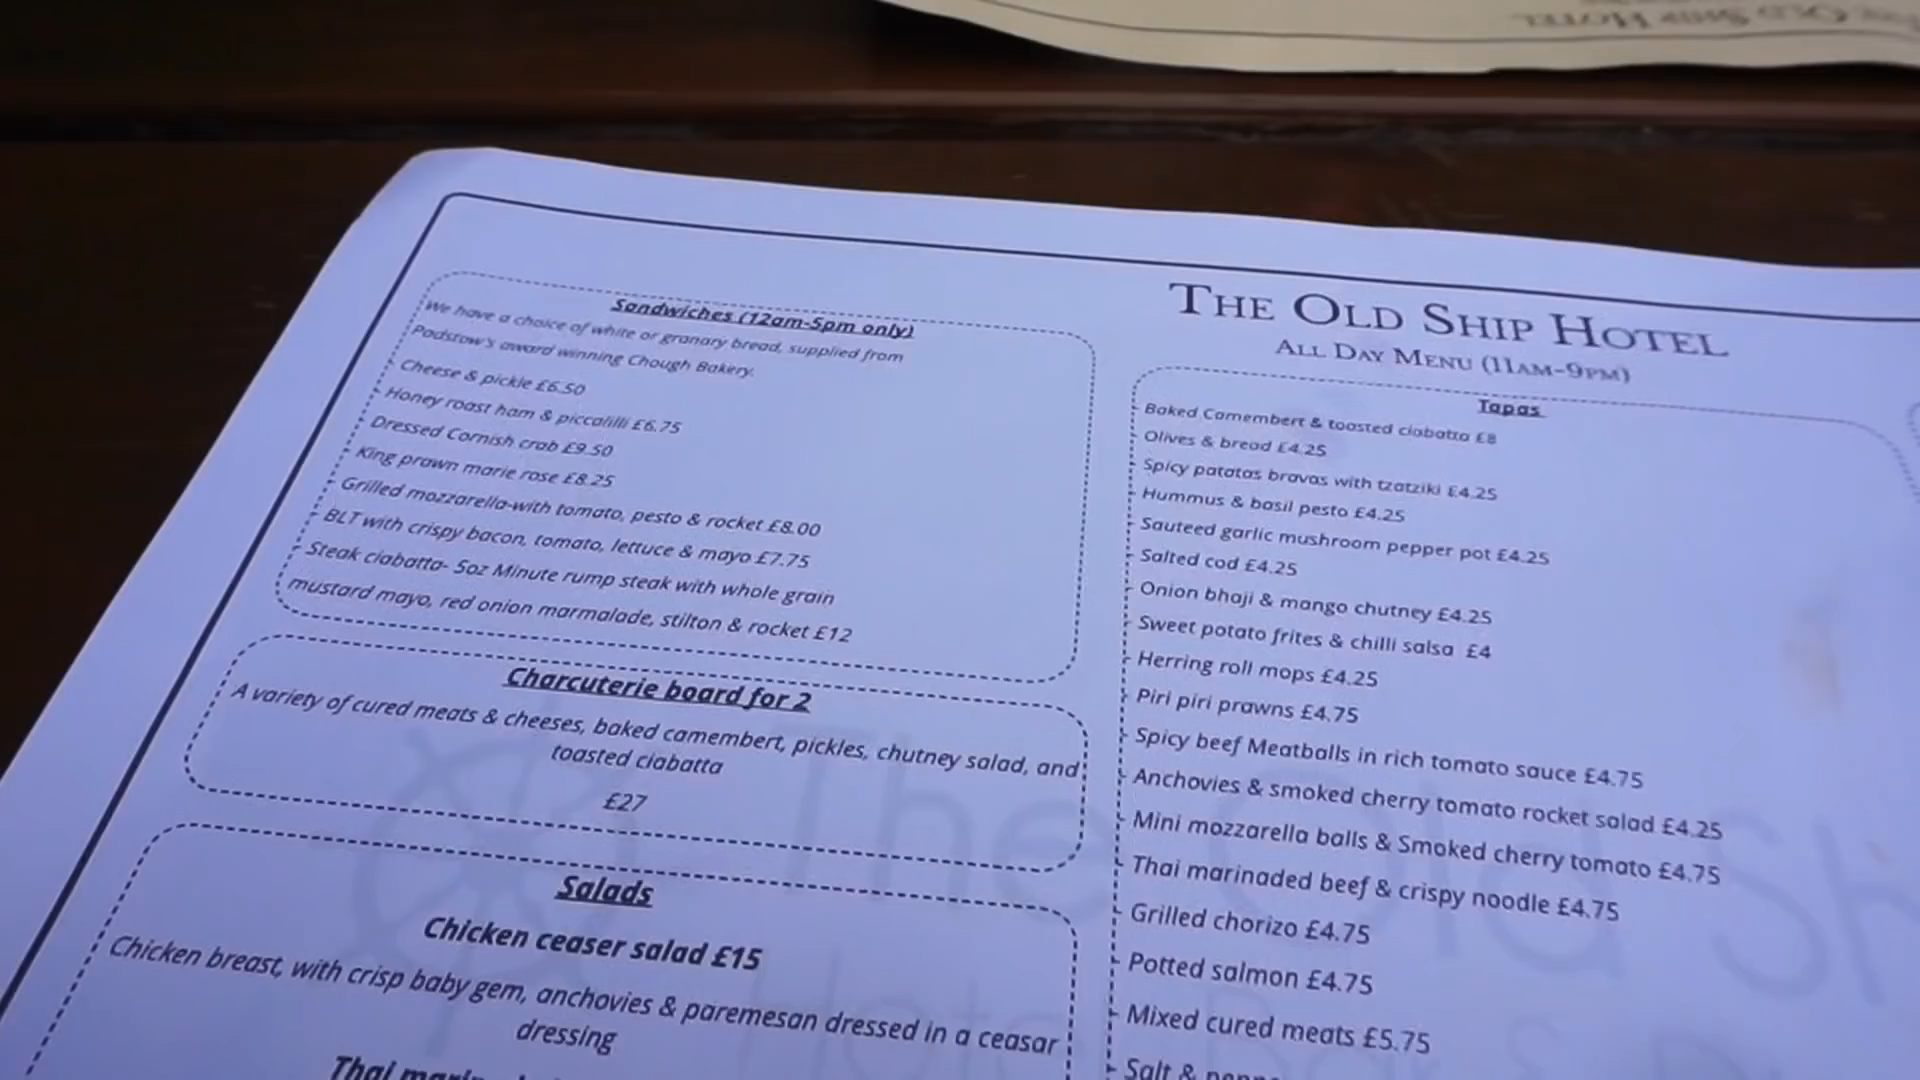 THE OLD SHIP HOTEL
THE OLD SHIP HOTEL
ALL DAY MENU (11AM-9PM)
Sandwiches (12am-5pm only)
We have a choice of white or granary bread, supplied from
Padstow's award winning Chough Bakery.
Cheese & pickle £6.50
Honey roast ham & piccalilli £6.75
Dressed Cornish crab £9.50
King prawn marie rose £8.25
Grilled mozzarella-with tomato, pesto & rocket £8.00
BLT with crispy bacon, tomato, lettuce & mayo £7.75
Steak ciabatta- 5oz Minute rump steak with whole grain
mustard mayo, red onion marmalade, stilton & rocket £12
Charcuterie board for 2
A variety of cured meats & cheeses, baked camembert, pickles, chutney salad, and
toasted ciabatta
£27
Salads
Chicken ceaser salad £15
Chicken breast, with crisp baby gem, anchovies & paremesan dressed in a ceasar
dressing
Thai
Tapas
Baked Camembert & toasted ciabatta £8
Olives & bread £4.25
Spicy patatas bravas with tzatziki £4.25
Hummus & basil pesto £4.25
Sauteed garlic mushroom pepper pot £4.25
Salted cod £4.25
Onion bhaji & mango chutney £4.25
Sweet potato frites & chilli salsa £4
Herring roll mops £4.25
Piri piri prawns £4.75
Spicy beef Meatballs in rich tomato sauce £4.75
Anchovies & smoked cherry tomato rocket salad £4.25
Mini mozzarella balls & Smoked cherry tomato £4.75
Thai marinaded beef & crispy noodle £4.75
Grilled chorizo £4.75
Potted salmon £4.75
Mixed cured meats £5.75
Salt &
The Old Sh
Hotel Bar &